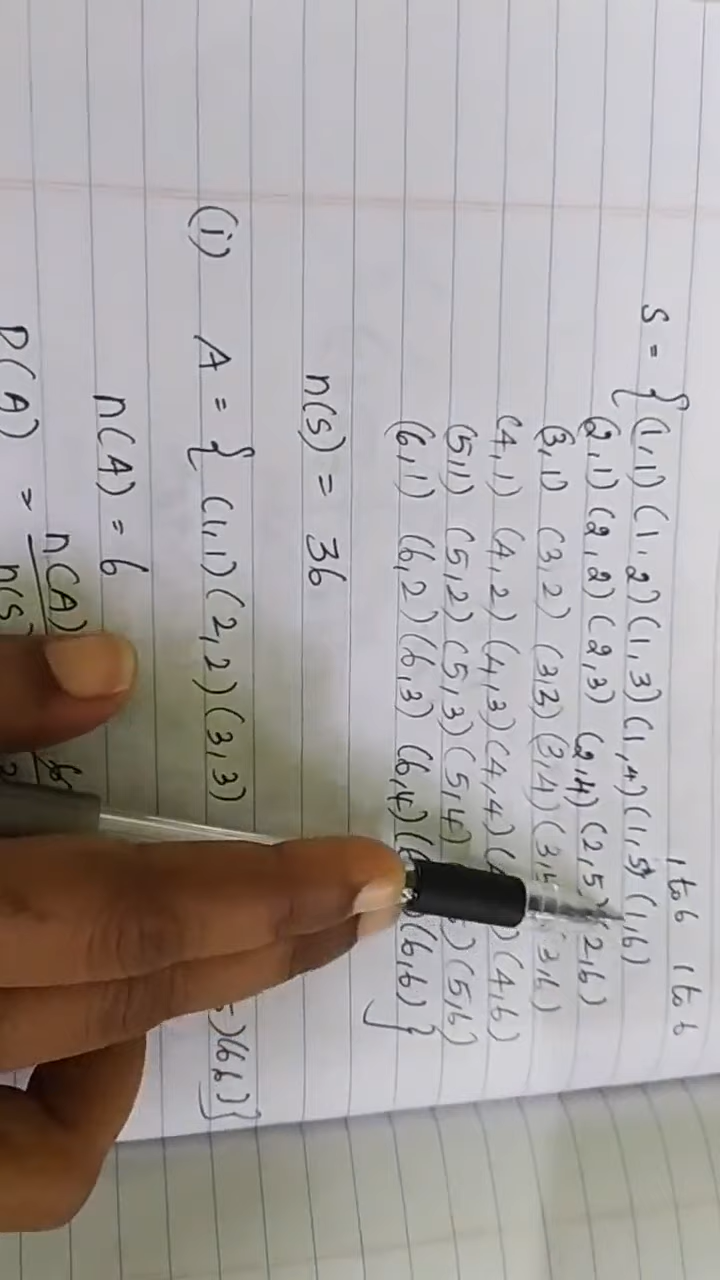 1 to 6 1 to 6
S = { (1,1) (1,2) (1,3) (1,4) (1,5) (1,6)
(2,1) (2,2) (2,3) (2,4) (2,5) (2,6)
(3,1) (3,2) (3,3) (3,4) (3,5 3,6)
(4,1) (4,2) (4,3) (4,4) ( ) (4,6)
(5,1) (5,2) (5,3) (5,4) ) (5,6)
(6,1) (6,2) (6,3) (6,4) ( (6,6) }
n(S) = 36
(i) A = { (1,1) (2,2) (3,3) ) (6,6) }
n(A) = 6
P(A) = n(A)
n(S